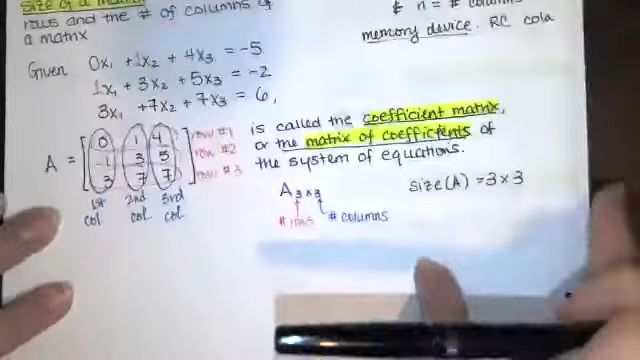 size of a matrix
rows and the # of columns of
a matrix
# n = # columns
memory device. RC cola
Given 0x₁ + 1x₂ + 4x₃ = -5
1x₁ + 3x₂ + 5x₃ = -2
3x₁ + 7x₂ + 7x₃ = 6,
A = [ 0 1 4 ] row #1
1 3 5 row #2
3 7 7 row #3
1st 2nd 3rd
col col col
is called the coefficient matrix,
or the matrix of coefficients of
the system of equations.
A₃ₓ₃
size(A) = 3 x 3
# rows # columns